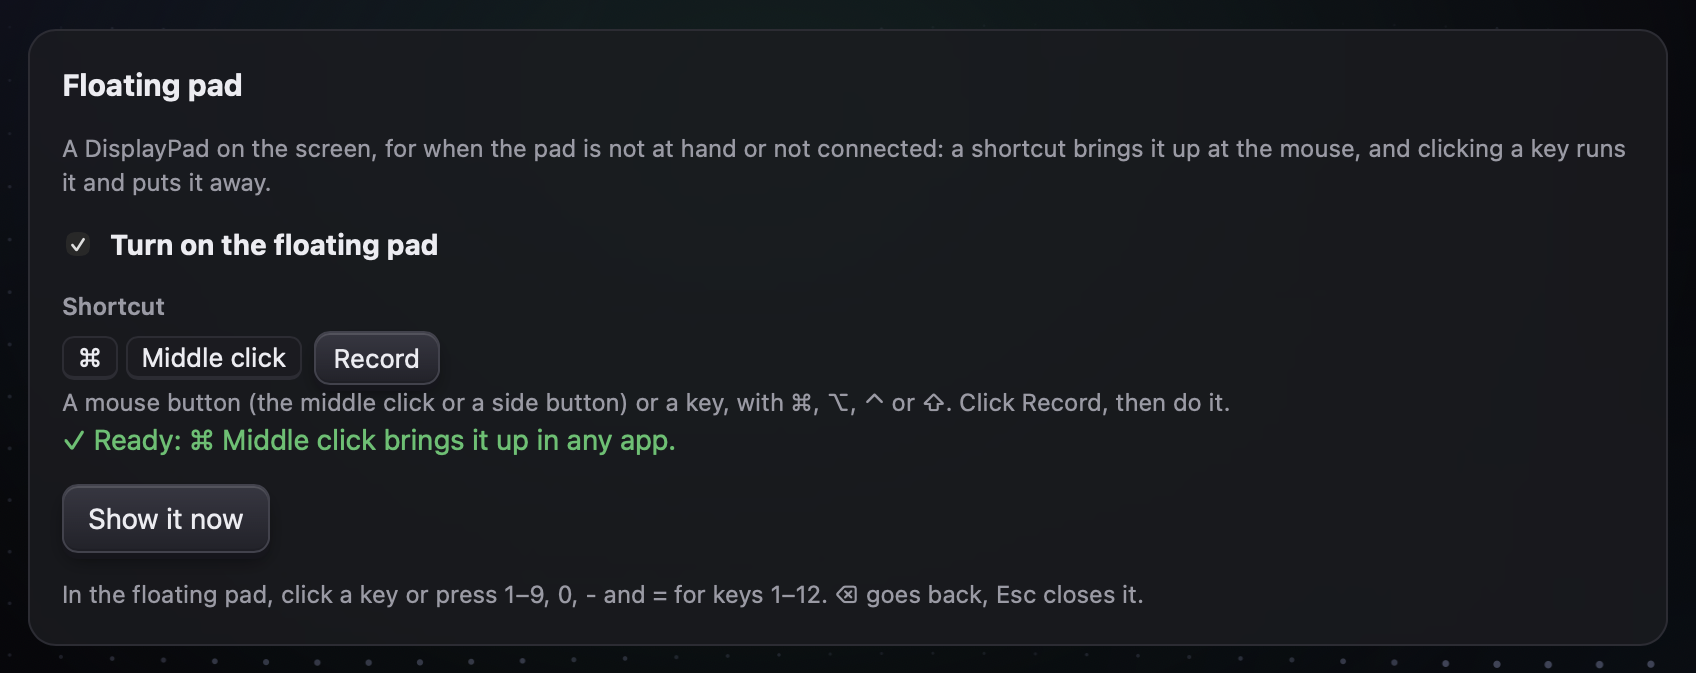 Floating pad
A DisplayPad on the screen, for when the pad is not at hand or not connected: a shortcut brings it up at the mouse, and clicking a key runs
it and puts it away.
✓ Turn on the floating pad
Shortcut
⌘ Middle click Record
A mouse button (the middle click or a side button) or a key, with ⌘, ⌥, ^ or ⇧. Click Record, then do it.
✓ Ready: ⌘ Middle click brings it up in any app.
Show it now
In the floating pad, click a key or press 1–9, 0, - and = for keys 1–12. ⌫ goes back, Esc closes it.